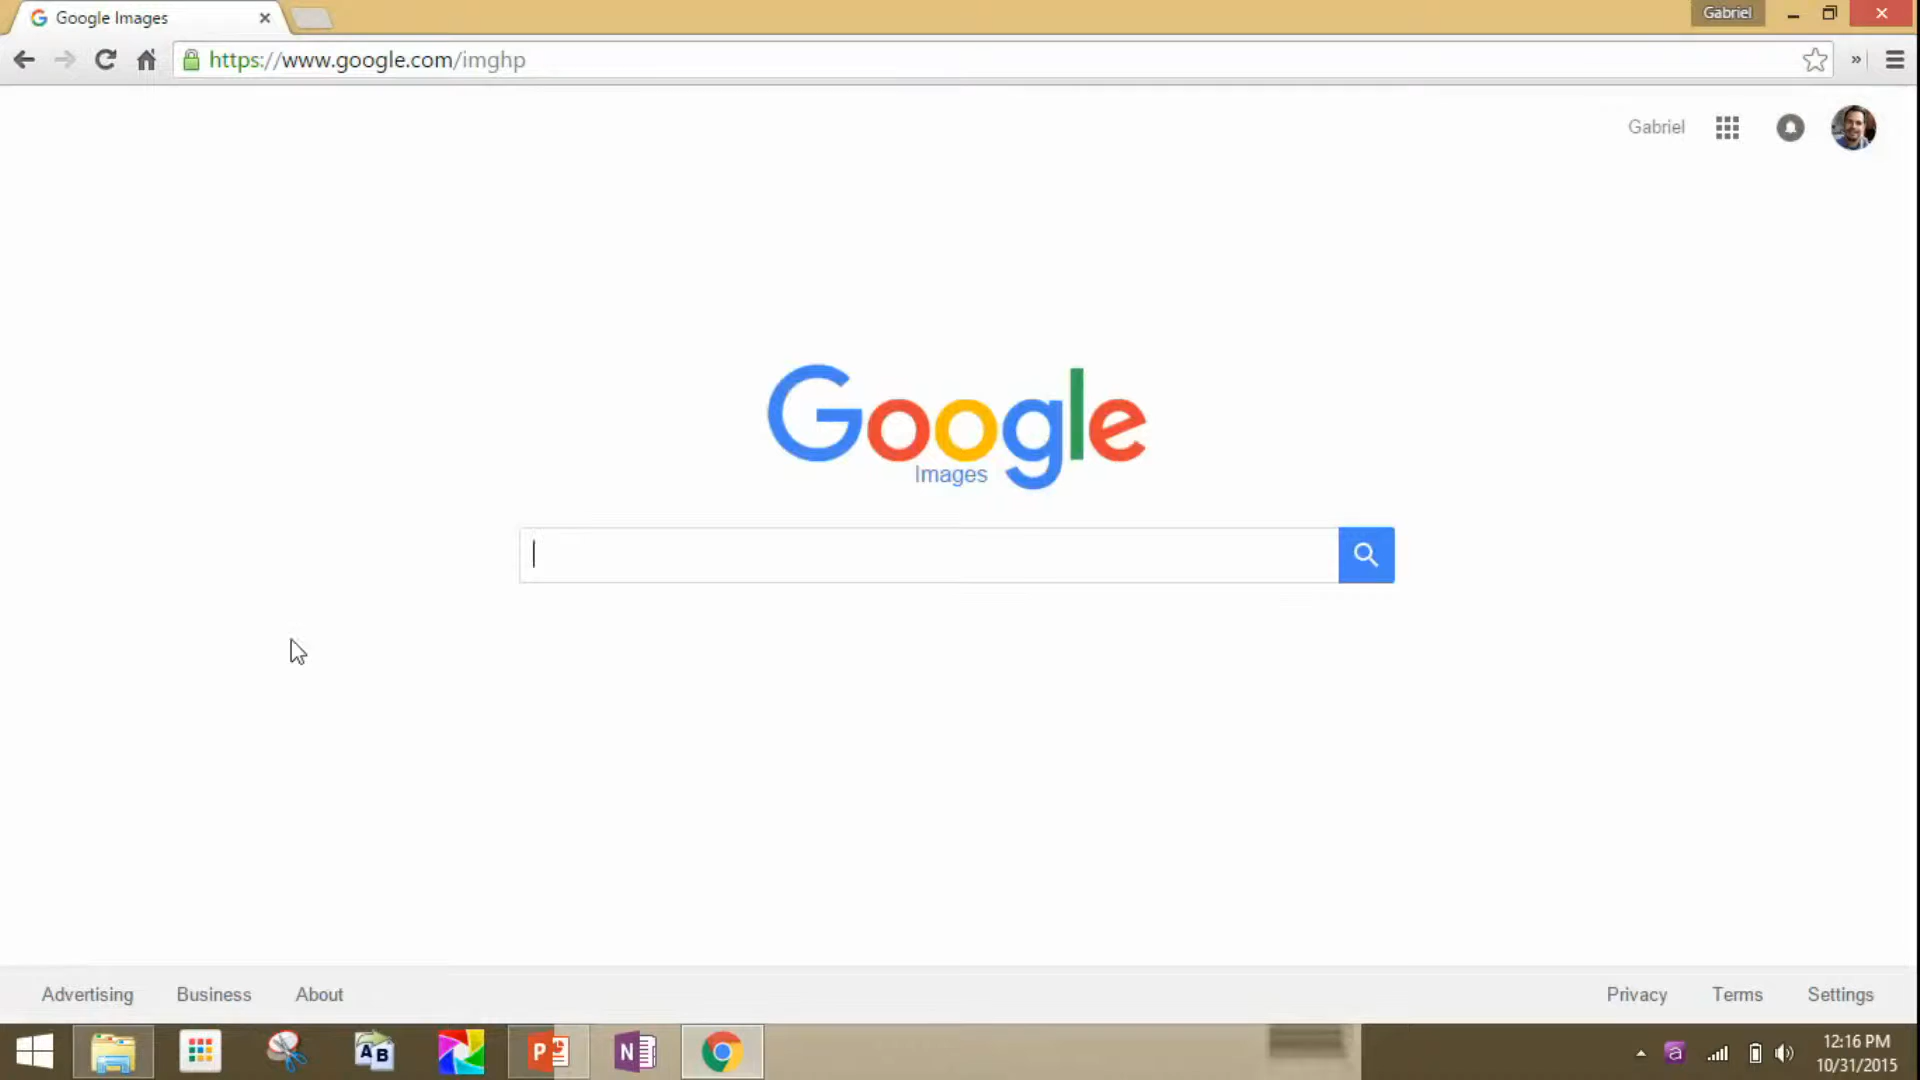 Google Images
Gabriel
https://www.google.com/imghp
Gabriel
Google
Images
Advertising
Business
About
Privacy
Terms
Settings
AB
P
N
a
12:16 PM
10/31/2015